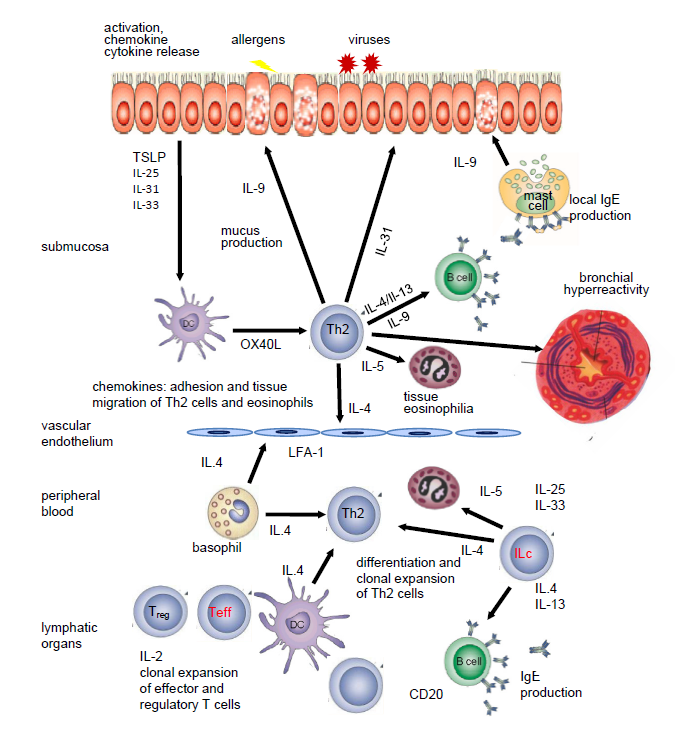 activation,
chemokine
cytokine release
allergens
viruses
TSLP
IL-25
IL-31
IL-33
IL-9
mucus
production
IL-31
IL-9
mast
cell
local IgE
production
submucosa
B cell
bronchial
hyperreactivity
DC
OX40L
Th2
IL-4/Il-13
IL-9
IL-5
tissue
eosinophilia
chemokines: adhesion and tissue
migration of Th2 cells and eosinophils
IL-4
vascular
endothelium
LFA-1
IL.4
peripheral
blood
basophil
IL.4
Th2
IL-5
IL-25
IL-33
IL-4
ILc
IL.4
differentiation and
clonal expansion
of Th2 cells
IL.4
IL-13
Treg
Teff
DC
lymphatic
organs
IL-2
clonal expansion
of effector and
regulatory T cells
B cell
CD20
IgE
production